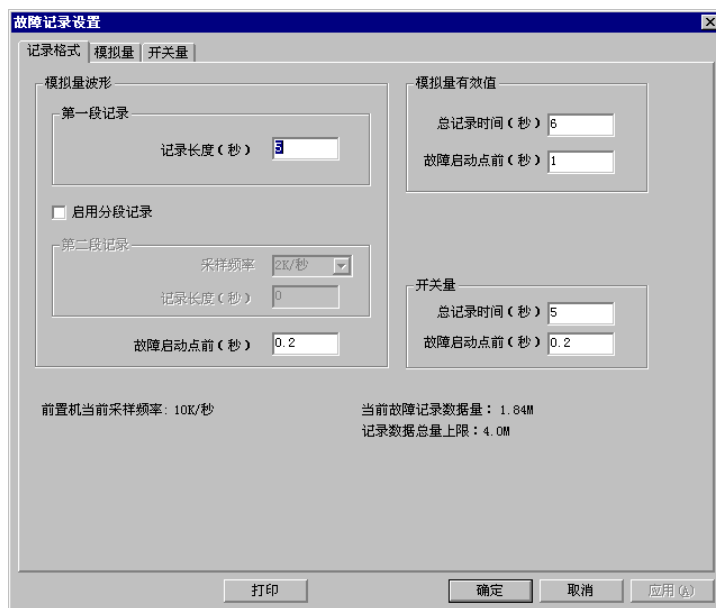 故障记录设置
记录格式 模拟量 开关量
模拟量波形
第一段记录
记录长度(秒) 5
启用分段记录
第二段记录
采样频率 2K/秒
记录长度(秒) 0
故障启动点前(秒) 0.2
模拟量有效值
总记录时间(秒) 6
故障启动点前(秒) 1
开关量
总记录时间(秒) 5
故障启动点前(秒) 0.2
前置机当前采样频率: 10K/秒
当前故障记录数据量: 1.84M
记录数据总量上限:4.0M
打印 确定 取消 应用(A)